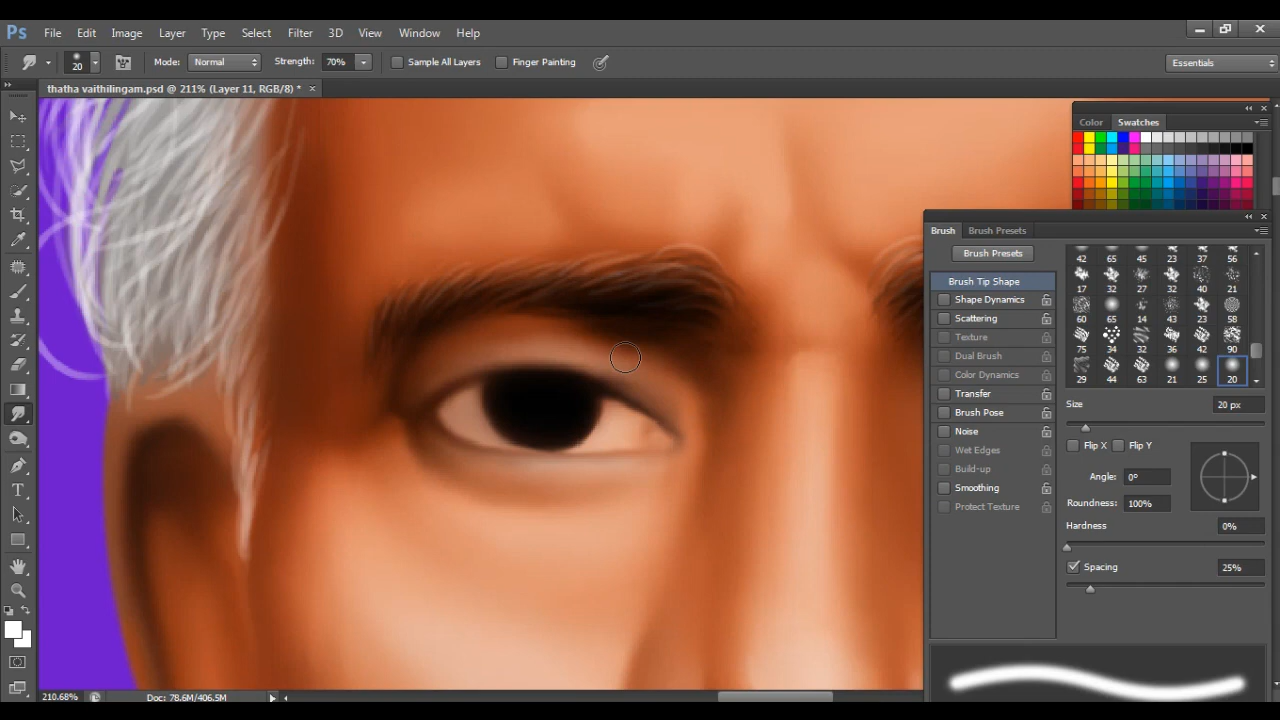 Ps File Edit Image Layer Type Select Filter 3D View Window Help
20 Mode: Normal Strength: 70% Sample All Layers Finger Painting Essentials
thatha vaithilingam.psd @ 211% (Layer 11, RGB/8) * ×
Color Swatches
Brush Brush Presets
Brush Presets
42 65 45 23 37 56
17 32 27 32 40 21
60 65 14 43 23 58
75 34 32 36 42 90
29 44 63 21 25 20
Brush Tip Shape
Shape Dynamics
Scattering
Texture
Dual Brush
Color Dynamics
Transfer
Brush Pose
Noise
Wet Edges
Build-up
Smoothing
Protect Texture
Size 20 px
Flip X Flip Y
Angle: 0°
Roundness: 100%
Hardness 0%
Spacing 25%
210.68% Doc: 78.6M/406.5M